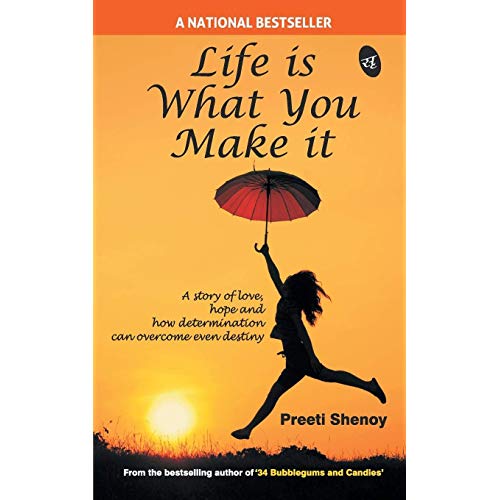 A NATIONAL BESTSELLER
Life is
What You
Make it
सृ
A story of love,
hope and
how determination
can overcome even destiny
Preeti Shenoy
From the bestselling author of '34 Bubblegums and Candies'